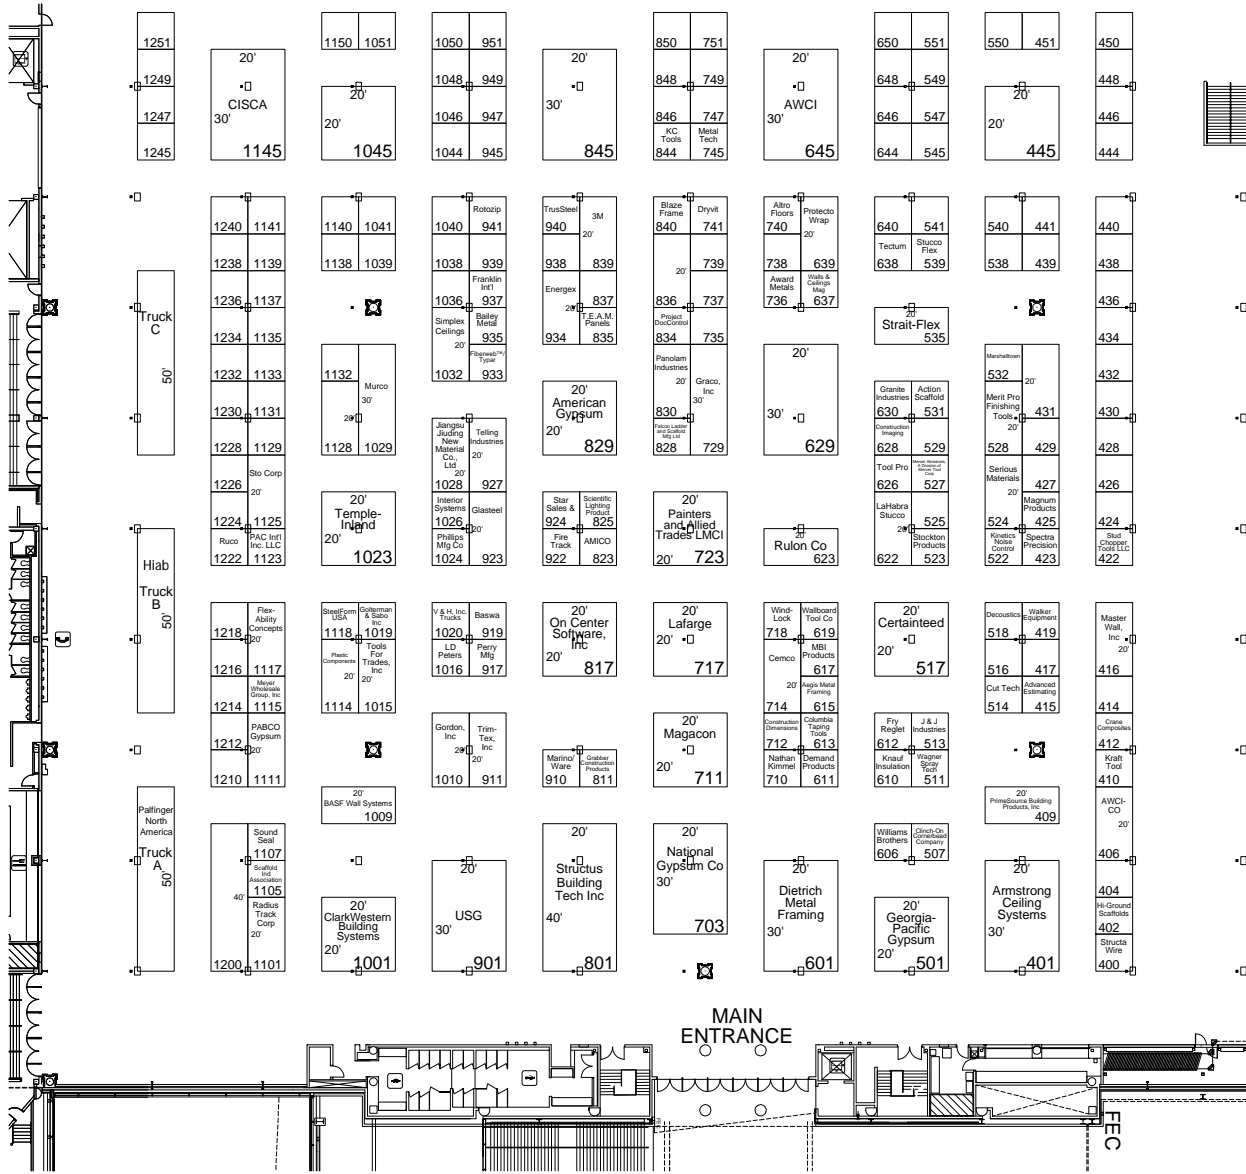 1251
1150 1051
1050 951
850 751
650 551
550 451
450
20'
20'
1249
1048 949
848 749
648 549
448
20'
20'
CISCA
30'
1247
20'
1046 947
30'
846 747
AWCI
30'
646 547
20'
446
KC Tools
Metal Tech
1245
1145
1045
1044 945
845
844 745
645
644 545
445
444
Rotozip
TrusSteel
3M
Blaze Frame
Dryvit
Altro Floors
Protecto Wrap
1240 1141
1140 1041
1040 941
940
20'
840 741
740
20'
640 541
540 441
440
Tectum
Stucco Flex
1238 1139
1138 1039
1038 939
938 839
739
738 639
638 539
538 439
438
Franklin Int'l
Energex
20'
Award Metals
Walls & Ceilings Mag
1236 1137
1036 937
837
836 737
736 637
436
Truck C
50'
Simplex Ceilings
20'
Bailey Metal
20'
T.E.A.M. Panels
Project DocControl
20'
Strait-Flex
1234 1135
935
934 835
834 735
535
434
Fiberweb™/ Typar
1232 1133
1132
1032 933
Panolam Industries
20'
Graco, Inc
30'
20'
Marshalltown
532
20'
432
Murco
30'
20'
20'
American Gypsum
20'
Granite Industries
Action Scaffold
Merit Pro Finishing Tools
20'
1230 1131
830
30'
630 531
431
430
Jiangsu Jiuding New Material Co., Ltd
20'
Telling Industries
20'
Falcon Ladder and Scaffold Mfg Ltd
Construction Imaging
1228 1129
1128 1029
829
828 729
629
628 529
528 429
428
Sto Corp
20'
Tool Pro
Mercer Abrasives, A Division of Mercer Tool Corp
Serious Materials
20'
1226
1028 927
626 527
427
426
20'
Temple-Inland
20'
Interior Systems
Glasteel
20'
Star Sales &
Scientific Lighting Product
20'
Painters and Allied Trades LMCI
20'
LaHabra Stucco
20'
Magnum Products
1224 1125
1026
924 825
525
524 425
424
Ruco
PAC Int'l Inc. LLC
Phillips Mfg Co
Fire Track
AMICO
20'
Rulon Co
Stockton Products
Kinetics Noise Control
Spectra Precision
Stud Chopper Tools LLC
1222 1123
1023
1024 923
922 823
723
623
622 523
522 423
422
Hiab
Truck B
50'
Flex-Ability Concepts
20'
SteelForm USA
Golterman & Sabo Inc
V & H, Inc. Trucks
Baswa
20'
On Center Software, Inc
20'
20'
Lafarge
20'
Wind-Lock
Wallboard Tool Co
20'
Certainteed
20'
Decoustics
Walker Equipment
Master Wall, Inc
20'
1218
1118 1019
1020 919
718 619
518 419
Plastic Components
20'
Tools For Trades, Inc
20'
LD Peters
Perry Mfg
Cemco
20'
MBI Products
1216 1117
1016 917
817
717
617
517
516 417
416
Meyer Wholesale Group, Inc
Aegis Metal Framing
Cut Tech
Advanced Estimating
1214 1115
1114 1015
714 615
514 415
414
PABCO Gypsum
20'
Gordon, Inc
20'
Trim-Tex, Inc
20'
20'
Magacon
20'
Construction Dimensions
Columbia Taping Tools
Fry Reglet
J & J Industries
Crane Composites
1212
712 613
612 513
412
Marino/ Ware
Grabber Construction Products
Nathan Kimmel
Demand Products
Knauf Insulation
Wagner Spray Tech
Kraft Tool
1210 1111
1010 911
910 811
711
710 611
610 511
410
Palfinger North America
Truck A
50'
20'
BASF Wall Systems
1009
20'
PrimeSource Building Products, Inc
409
AWCI-CO
20'
Sound Seal
1107
20'
Structus Building Tech Inc
40'
20'
National Gypsum Co
30'
Williams Brothers
606
Clinch-On Cornerbead Company
507
406
Scaffold Ind Association
1105
40'
20'
USG
30'
20'
Dietrich Metal Framing
30'
20'
Armstrong Ceiling Systems
30'
404
Radius Track Corp
20'
20'
ClarkWestern Building Systems
20'
703
20'
Georgia-Pacific Gypsum
20'
Hi-Ground Scaffolds
402
Structa Wire
1200 1101
1001
901
801
601
501
401
400
MAIN
ENTRANCE
FEC